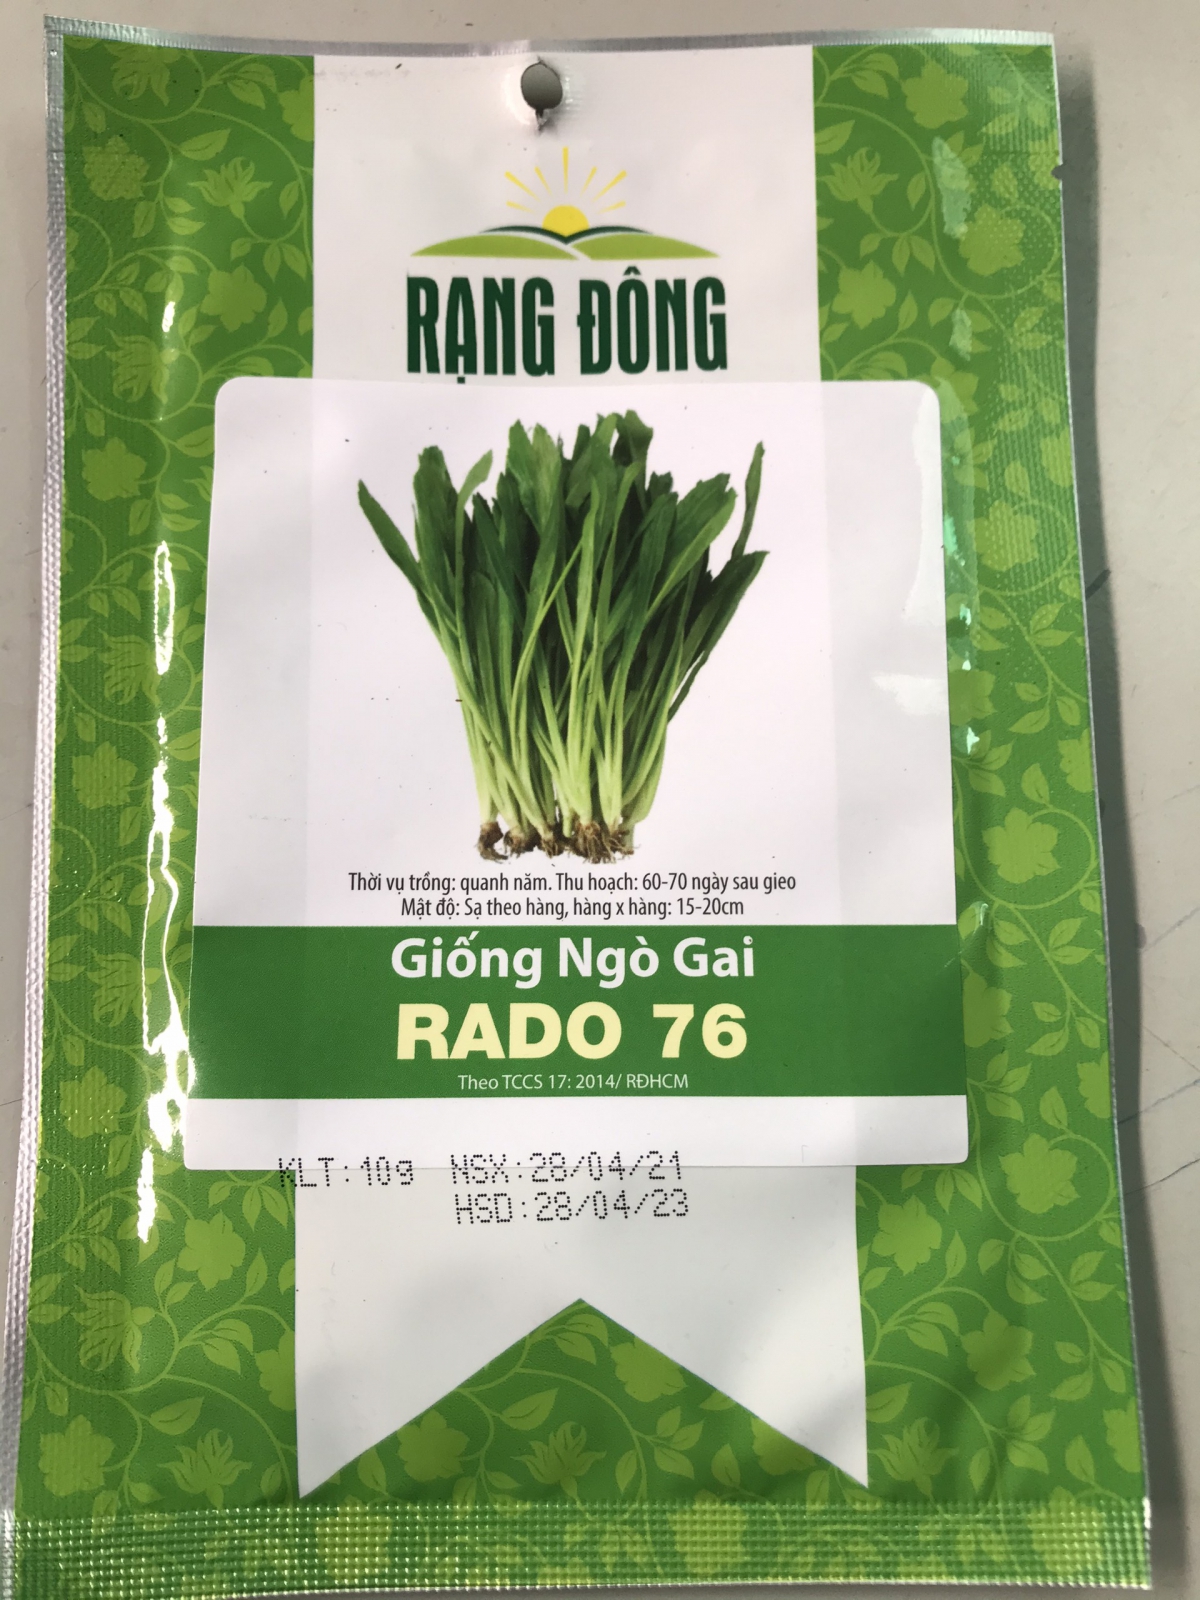 RẠNG ĐÔNG
Thời vụ trồng: quanh năm. Thu hoạch: 60-70 ngày sau gieo
Mật độ: Sạ theo hàng, hàng x hàng: 15-20cm
Giống Ngò Gai
RADO 76
Theo TCCS 17: 2014/ RĐHCM
KLT:10g NSX:28/04/21
HSD:28/04/23